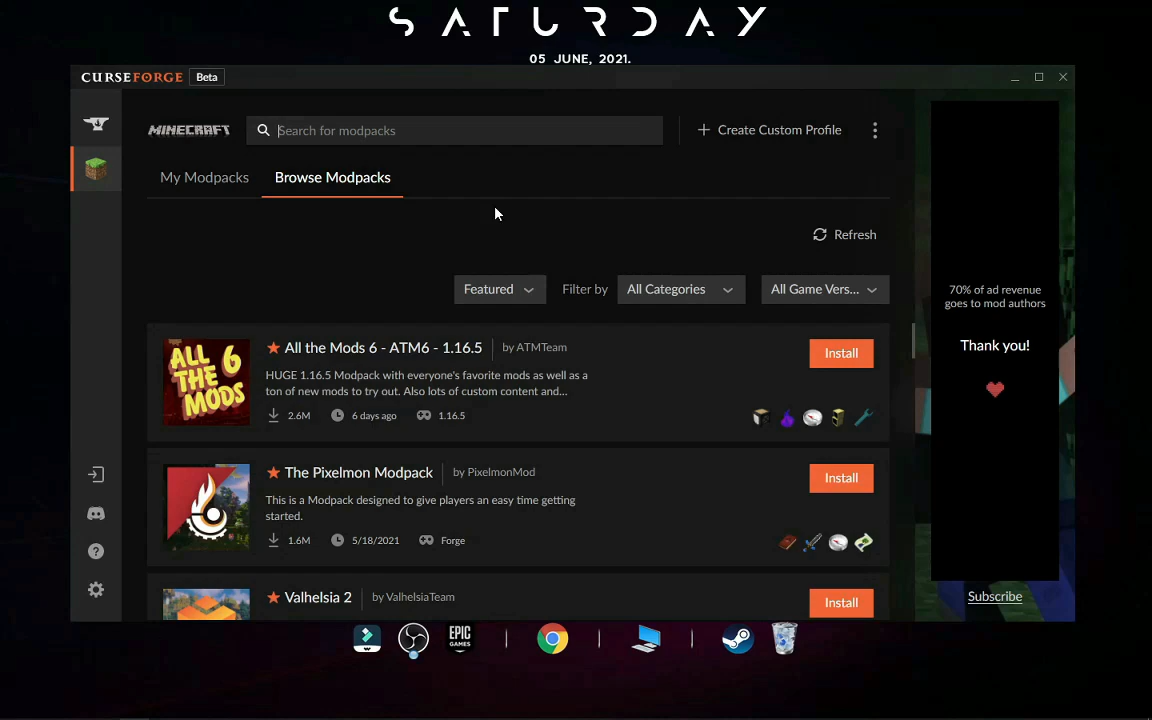 SATURDAY
05 JUNE, 2021.
CURSEFORGE Beta
MINECRAFT
Search for modpacks
Create Custom Profile
My Modpacks
Browse Modpacks
Refresh
Featured
Filter by
All Categories
All Game Vers...
ALL THE 6 MODS
All the Mods 6 - ATM6 - 1.16.5
by ATMTeam
HUGE 1.16.5 Modpack with everyone's favorite mods as well as a
ton of new mods to try out. Also lots of custom content and...
2.6M
6 days ago
1.16.5
Install
The Pixelmon Modpack
by PixelmonMod
This is a Modpack designed to give players an easy time getting
started.
1.6M
5/18/2021
Forge
Install
Valhelsia 2
by ValhelsiaTeam
Install
70% of ad revenue
goes to mod authors
Thank you!
Subscribe
EPIC
GAMES